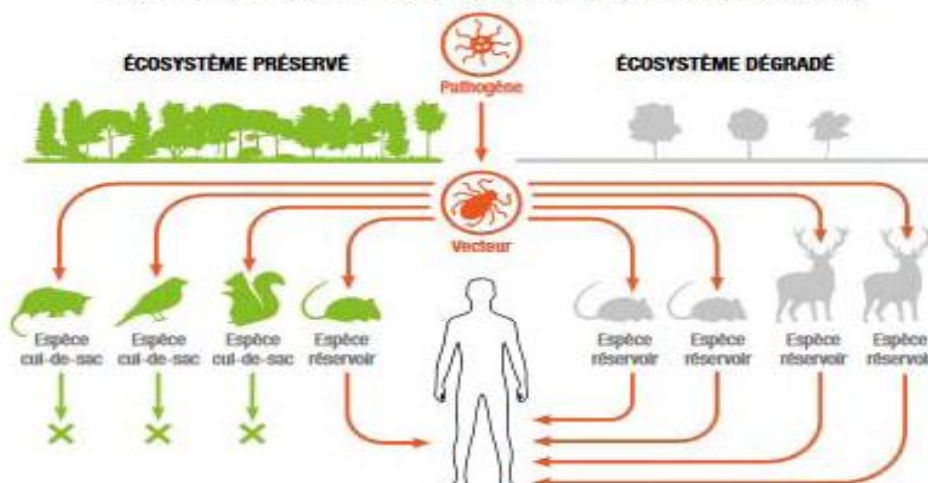 Pathogène
ÉCOSYSTÈME PRÉSERVÉ
ÉCOSYSTÈME DÉGRADÉ
Vecteur
Espèce
cul-de-sac
Espèce
cul-de-sac
Espèce
cul-de-sac
Espèce
réservoir
Espèce
réservoir
Espèce
réservoir
Espèce
réservoir
Espèce
réservoir